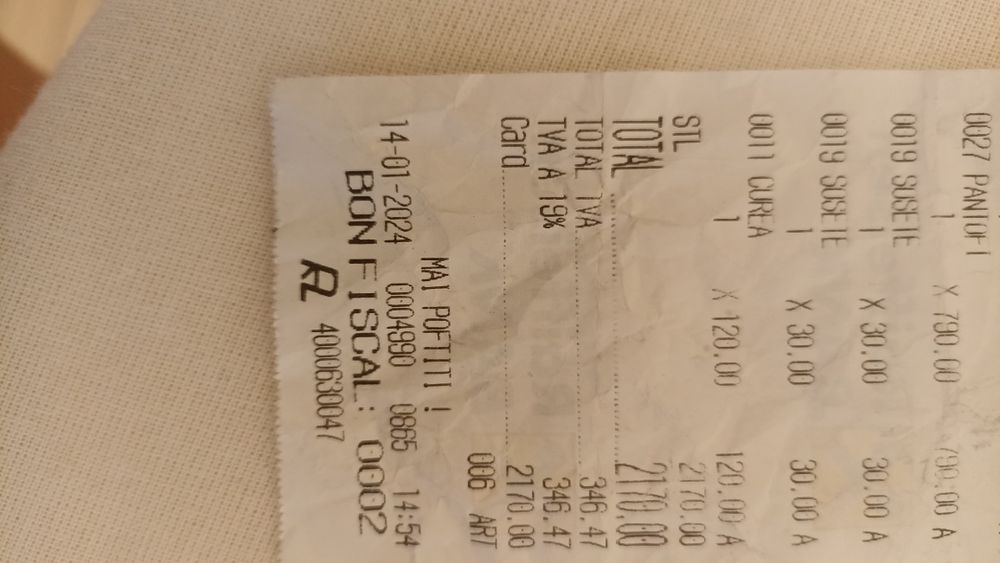 0027 PANTOFI
1 X 790.00 790.00 A
0019 SOSETE
1 X 30.00 30.00 A
0019 SOSETE
1 X 30.00 30.00 A
0011 CUREA
1 X 120.00 120.00 A
STL 2170.00
TOTAL 2170.00
TOTAL TVA 346.47
TVA A 19% 346.47
Card 2170.00
006 ART
MAI POFTITI !
14-01-2024 0004990 0865 14:54
BON FISCAL: 0002
4000630047